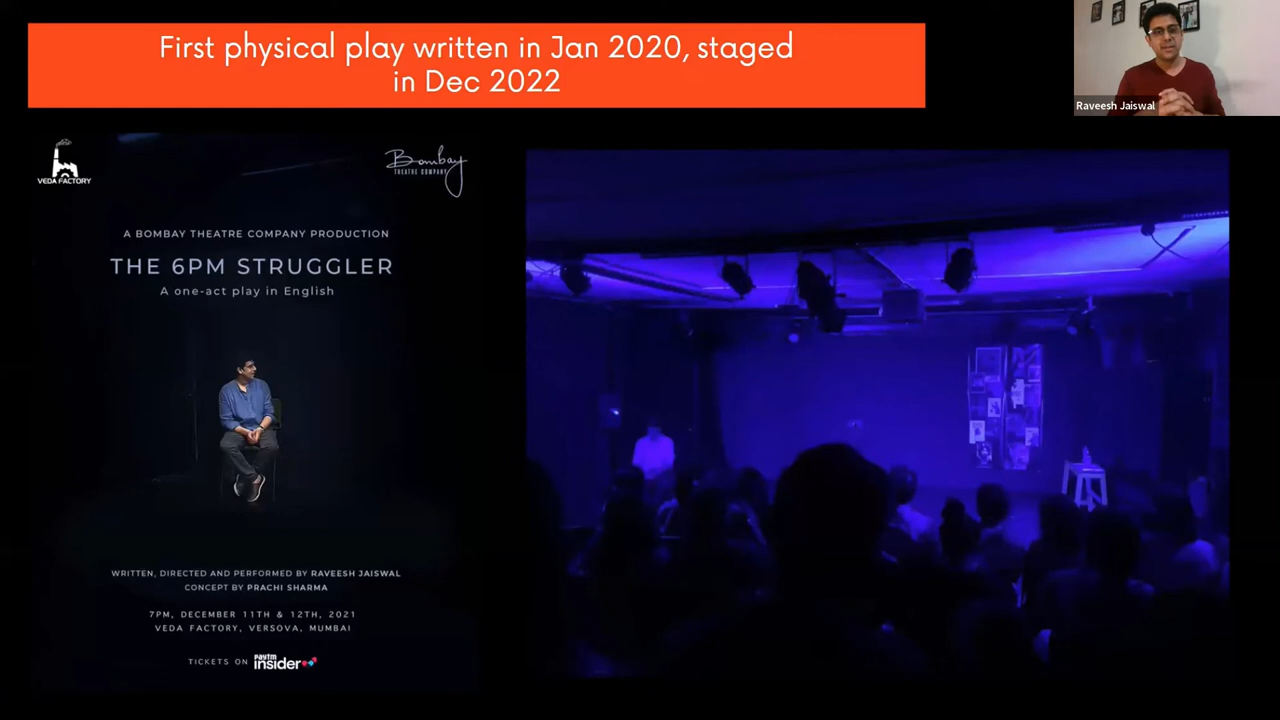 First physical play written in Jan 2020, staged
in Dec 2022
Raveesh Jaiswal
VEDA FACTORY
Bombay
THEATRE COMPANY
A BOMBAY THEATRE COMPANY PRODUCTION
THE 6PM STRUGGLER
A one-act play in English
WRITTEN, DIRECTED AND PERFORMED BY RAVEESH JAISWAL
CONCEPT BY PRACHI SHARMA
7PM, DECEMBER 11TH & 12TH, 2021
VEDA FACTORY, VERSOVA, MUMBAI
TICKETS ON paytm insider